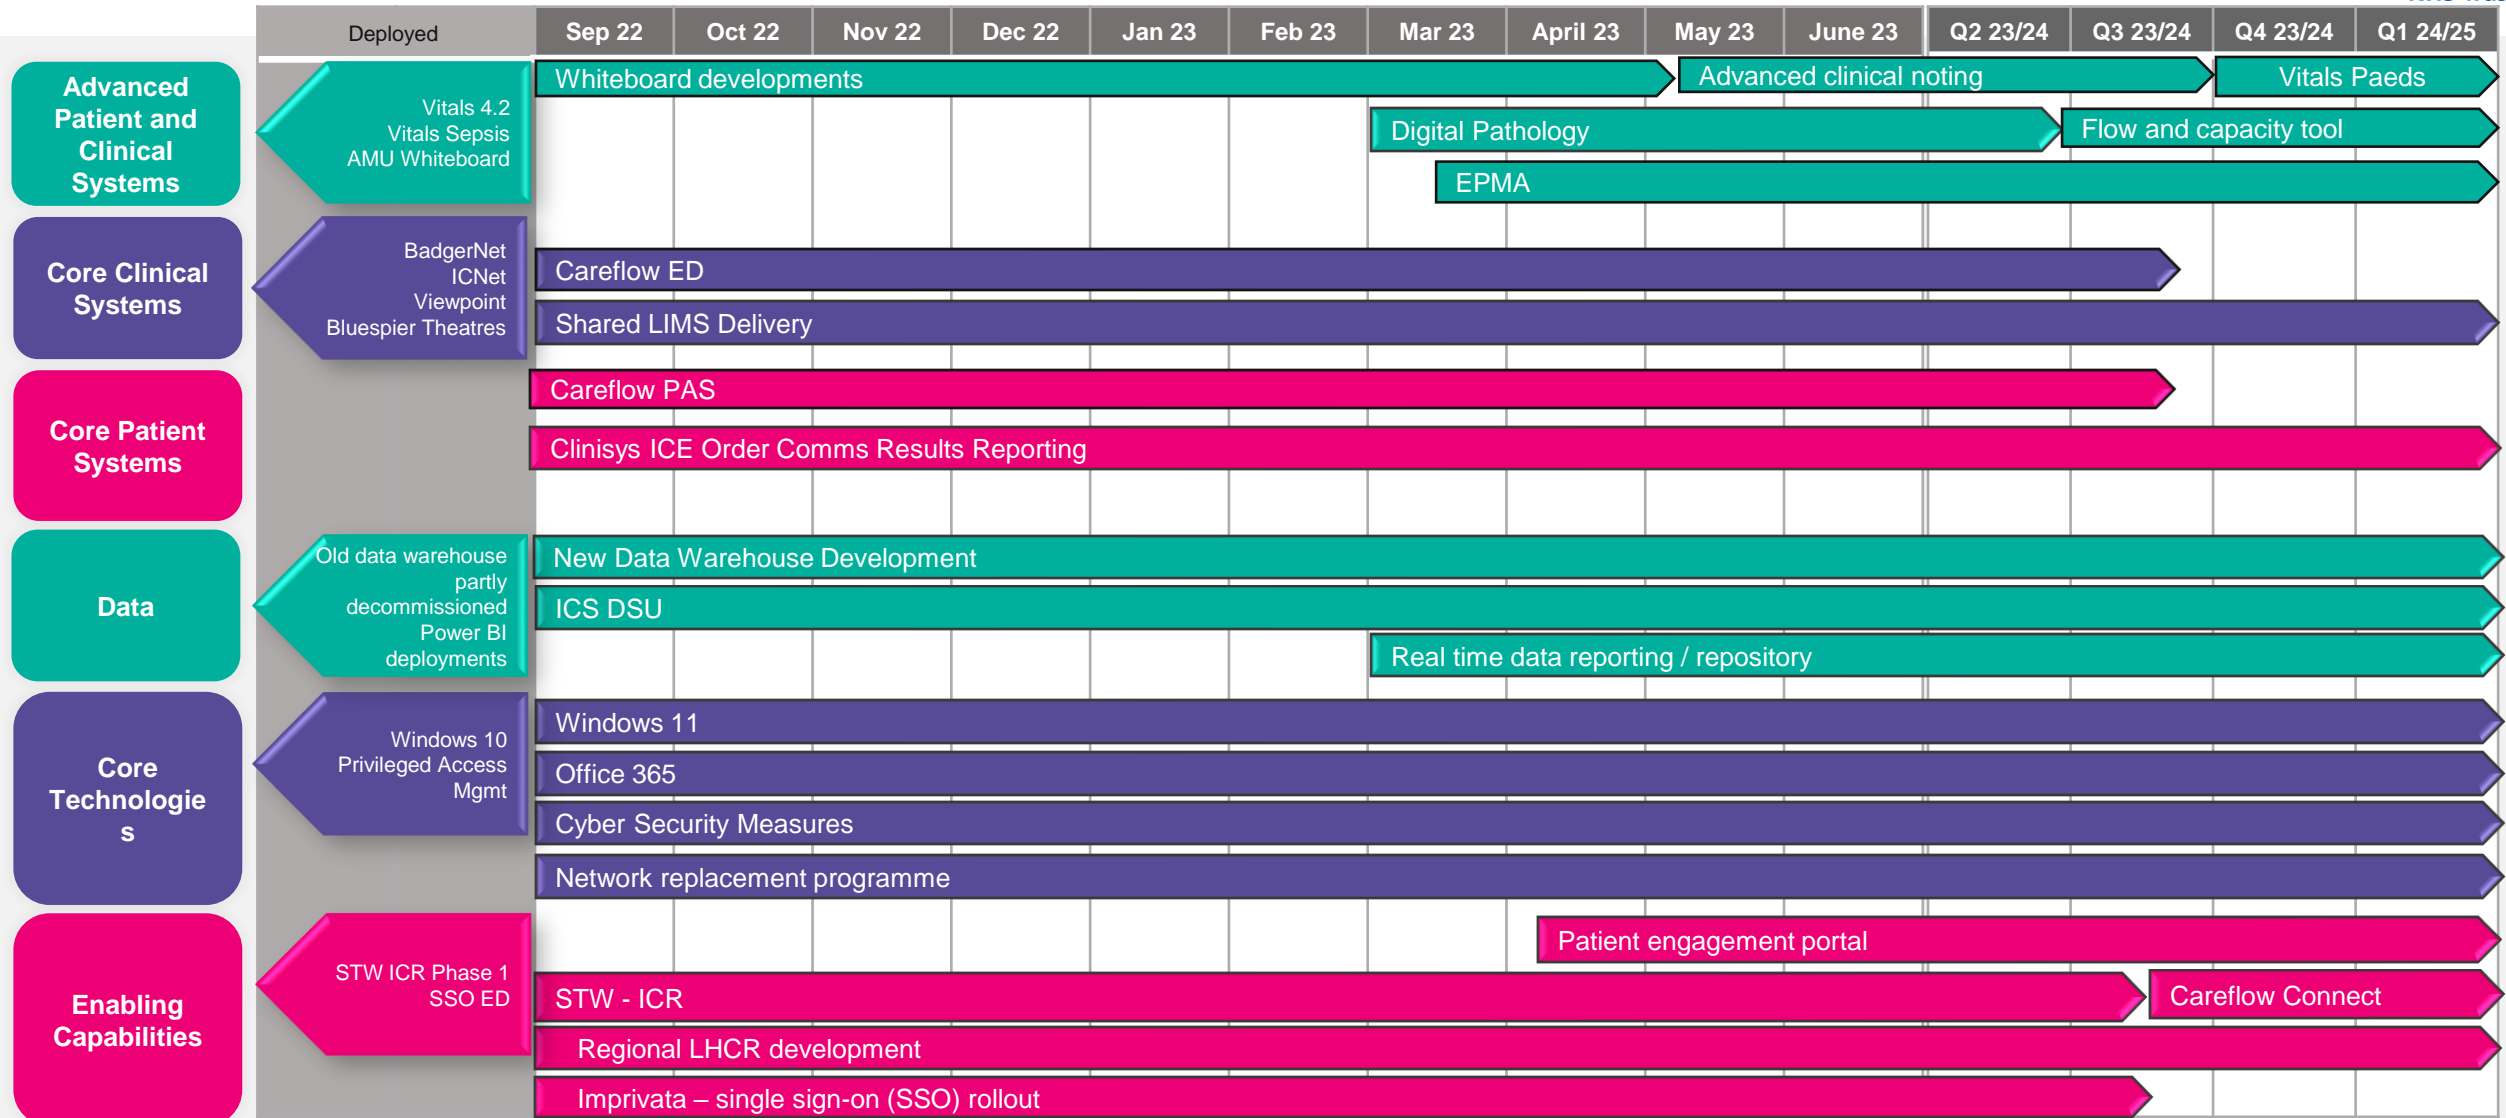 Deployed
Sep 22
Oct 22
Nov 22
Dec 22
Jan 23
Feb 23
Mar 23
April 23
May 23
June 23
Q2 23/24
Q3 23/24
Q4 23/24
Q1 24/25
Advanced
Patient and
Clinical
Systems
Vitals 4.2
Vitals Sepsis
AMU Whiteboard
Whiteboard developments
Advanced clinical noting
Vitals Paeds
Digital Pathology
Flow and capacity tool
EPMA
Core Clinical
Systems
BadgerNet
ICNet
Viewpoint
Bluespier Theatres
Careflow ED
Shared LIMS Delivery
Core Patient
Systems
Careflow PAS
Clinisys ICE Order Comms Results Reporting
Data
Old data warehouse
partly
decommissioned
Power BI
deployments
New Data Warehouse Development
ICS DSU
Real time data reporting / repository
Core
Technologie
s
Windows 10
Privileged Access
Mgmt
Windows 11
Office 365
Cyber Security Measures
Network replacement programme
Enabling
Capabilities
STW ICR Phase 1
SSO ED
Patient engagement portal
STW - ICR
Careflow Connect
Regional LHCR development
Imprivata – single sign-on (SSO) rollout